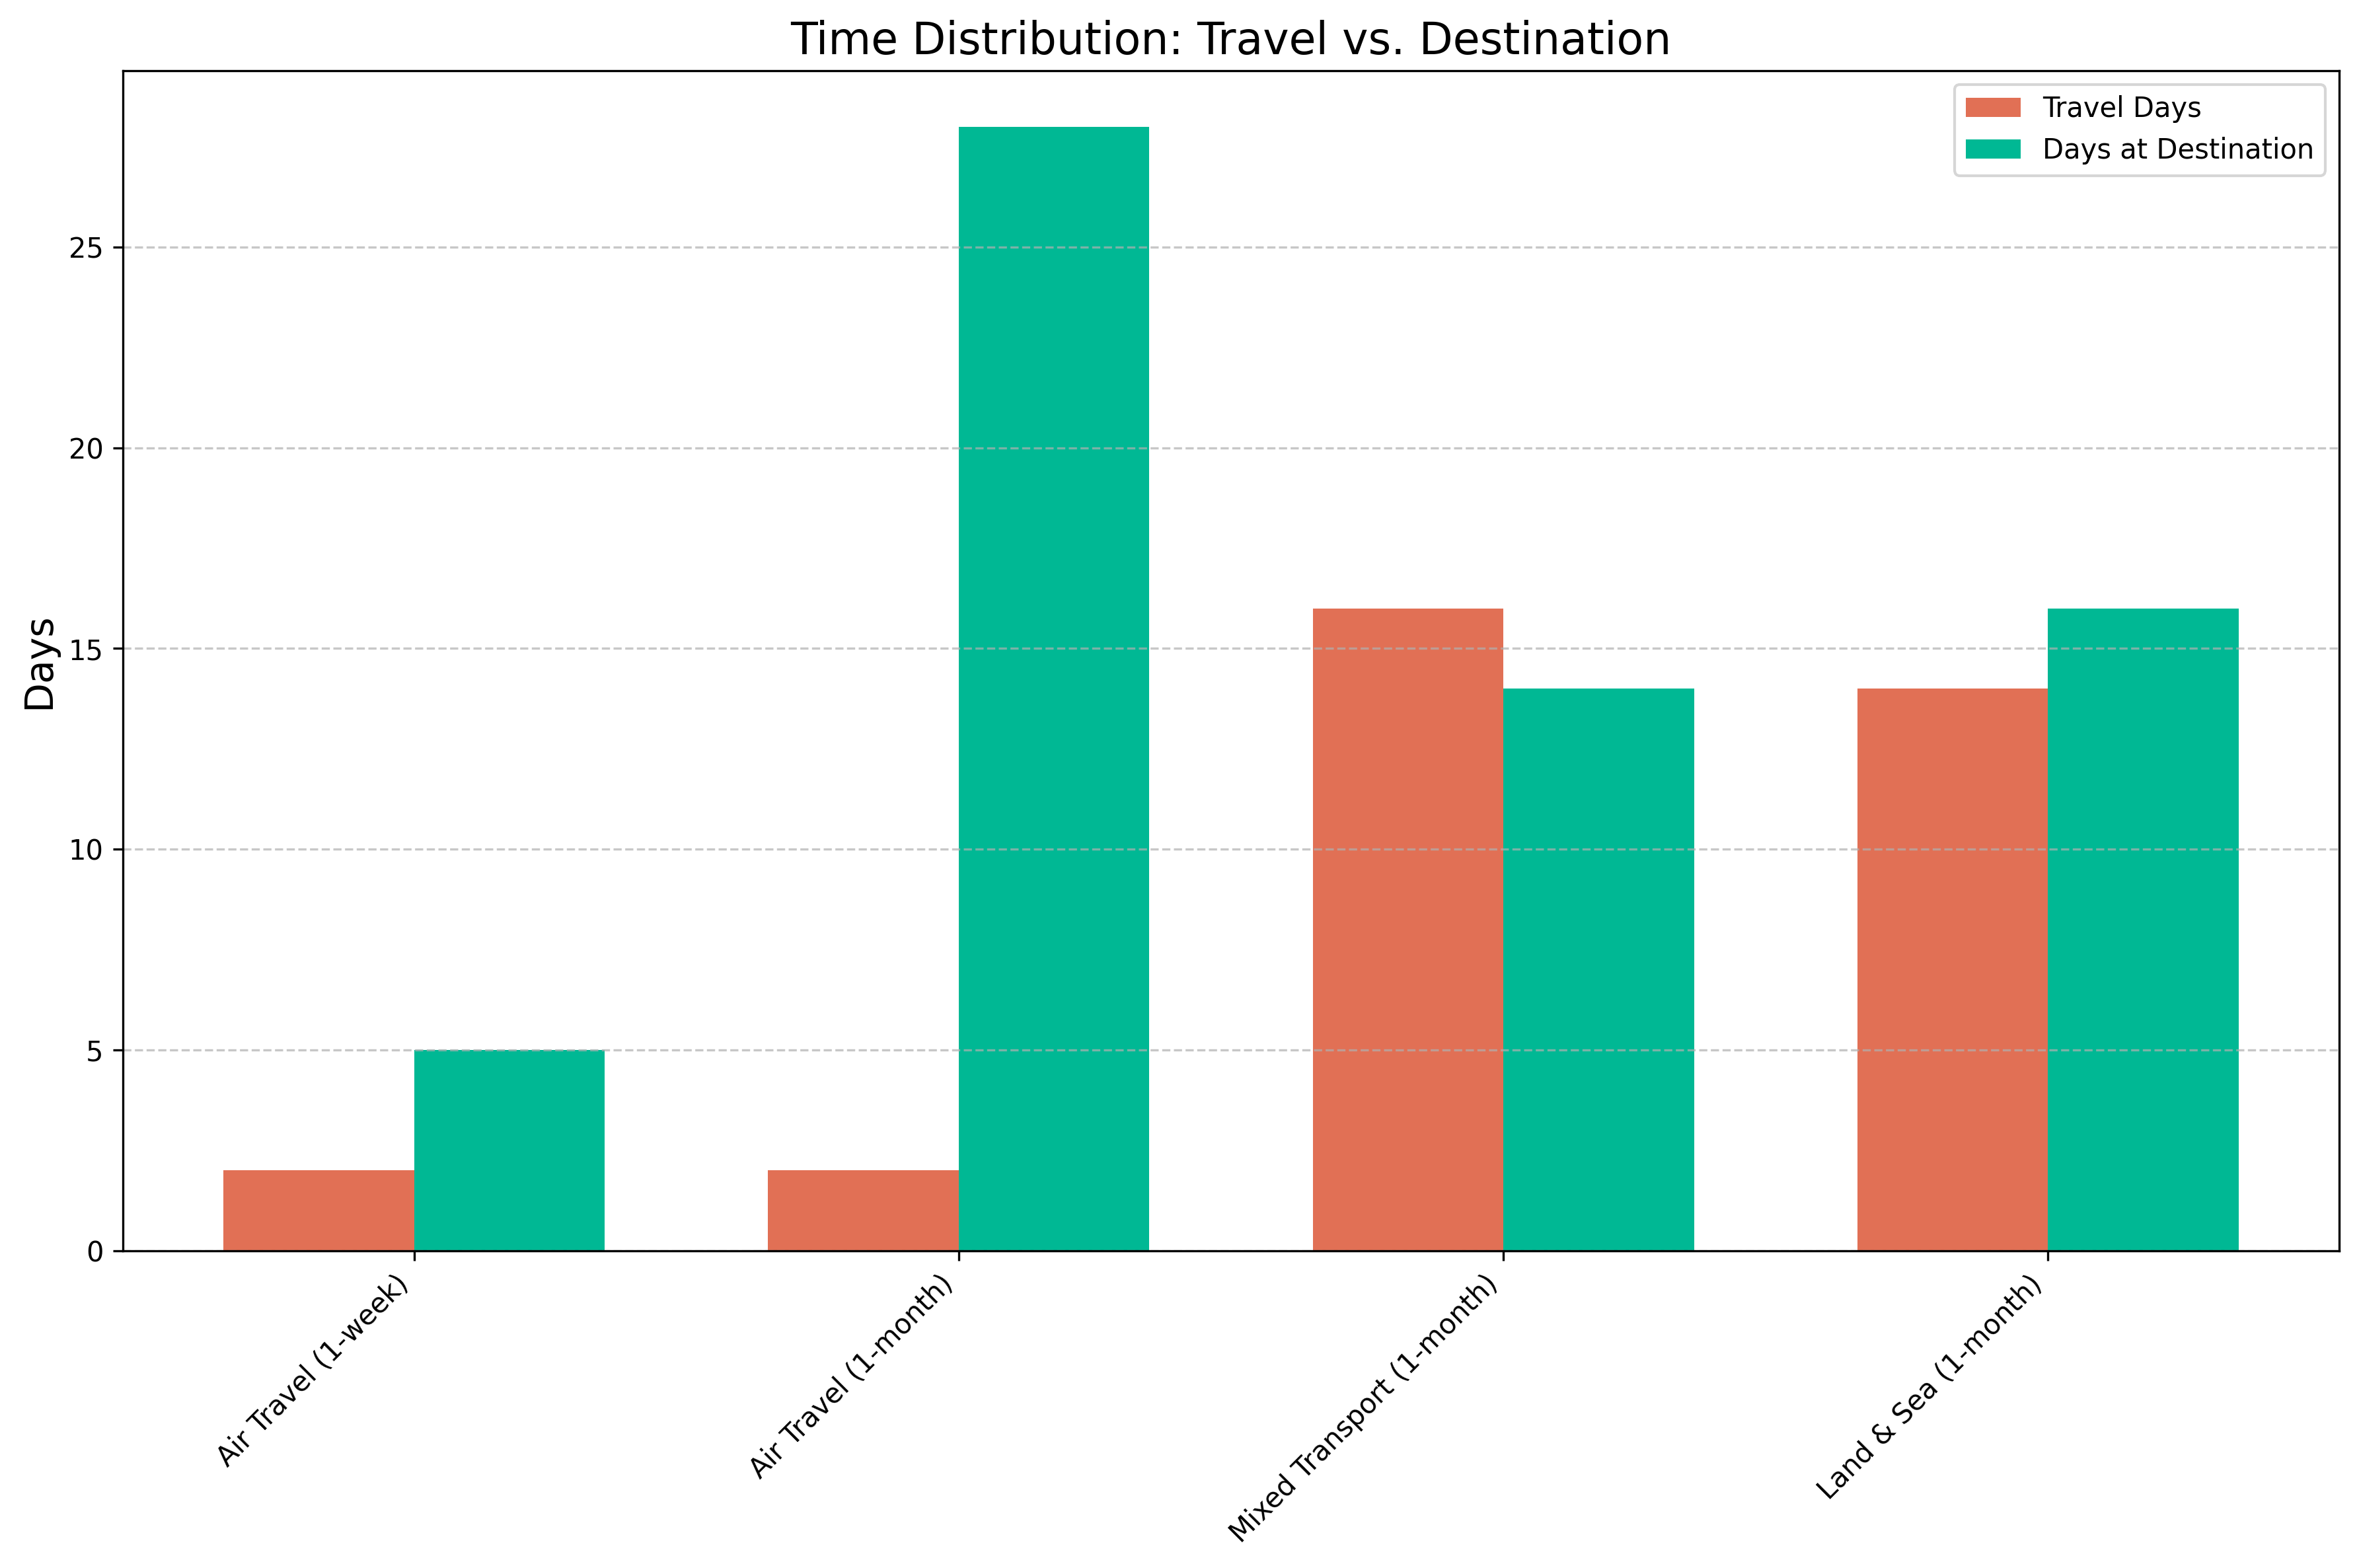 Time Distribution: Travel vs. Destination
Travel Days
Days at Destination
Days
25
20
15
10
5
0
Air Travel (1-week)
Air Travel (1-month)
Mixed Transport (1-month)
Land & Sea (1-month)